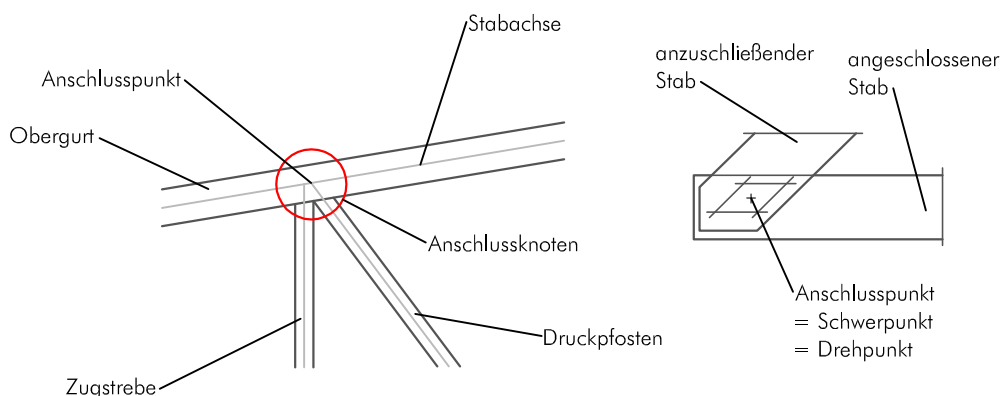 Stabachse
Anschlusspunkt
Obergurt
Anschlussknoten
Druckpfosten
Zugstrebe
anzuschließender
Stab
angeschlossener
Stab
Anschlusspunkt
= Schwerpunkt
= Drehpunkt